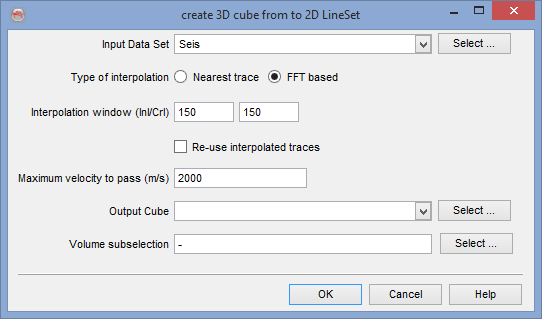 create 3D cube from to 2D LineSet
Input Data Set Seis Select ...
Type of interpolation Nearest trace FFT based
Interpolation window (Inl/Crl) 150 150
Re-use interpolated traces
Maximum velocity to pass (m/s) 2000
Output Cube Select ...
Volume subselection - Select ...
OK Cancel Help